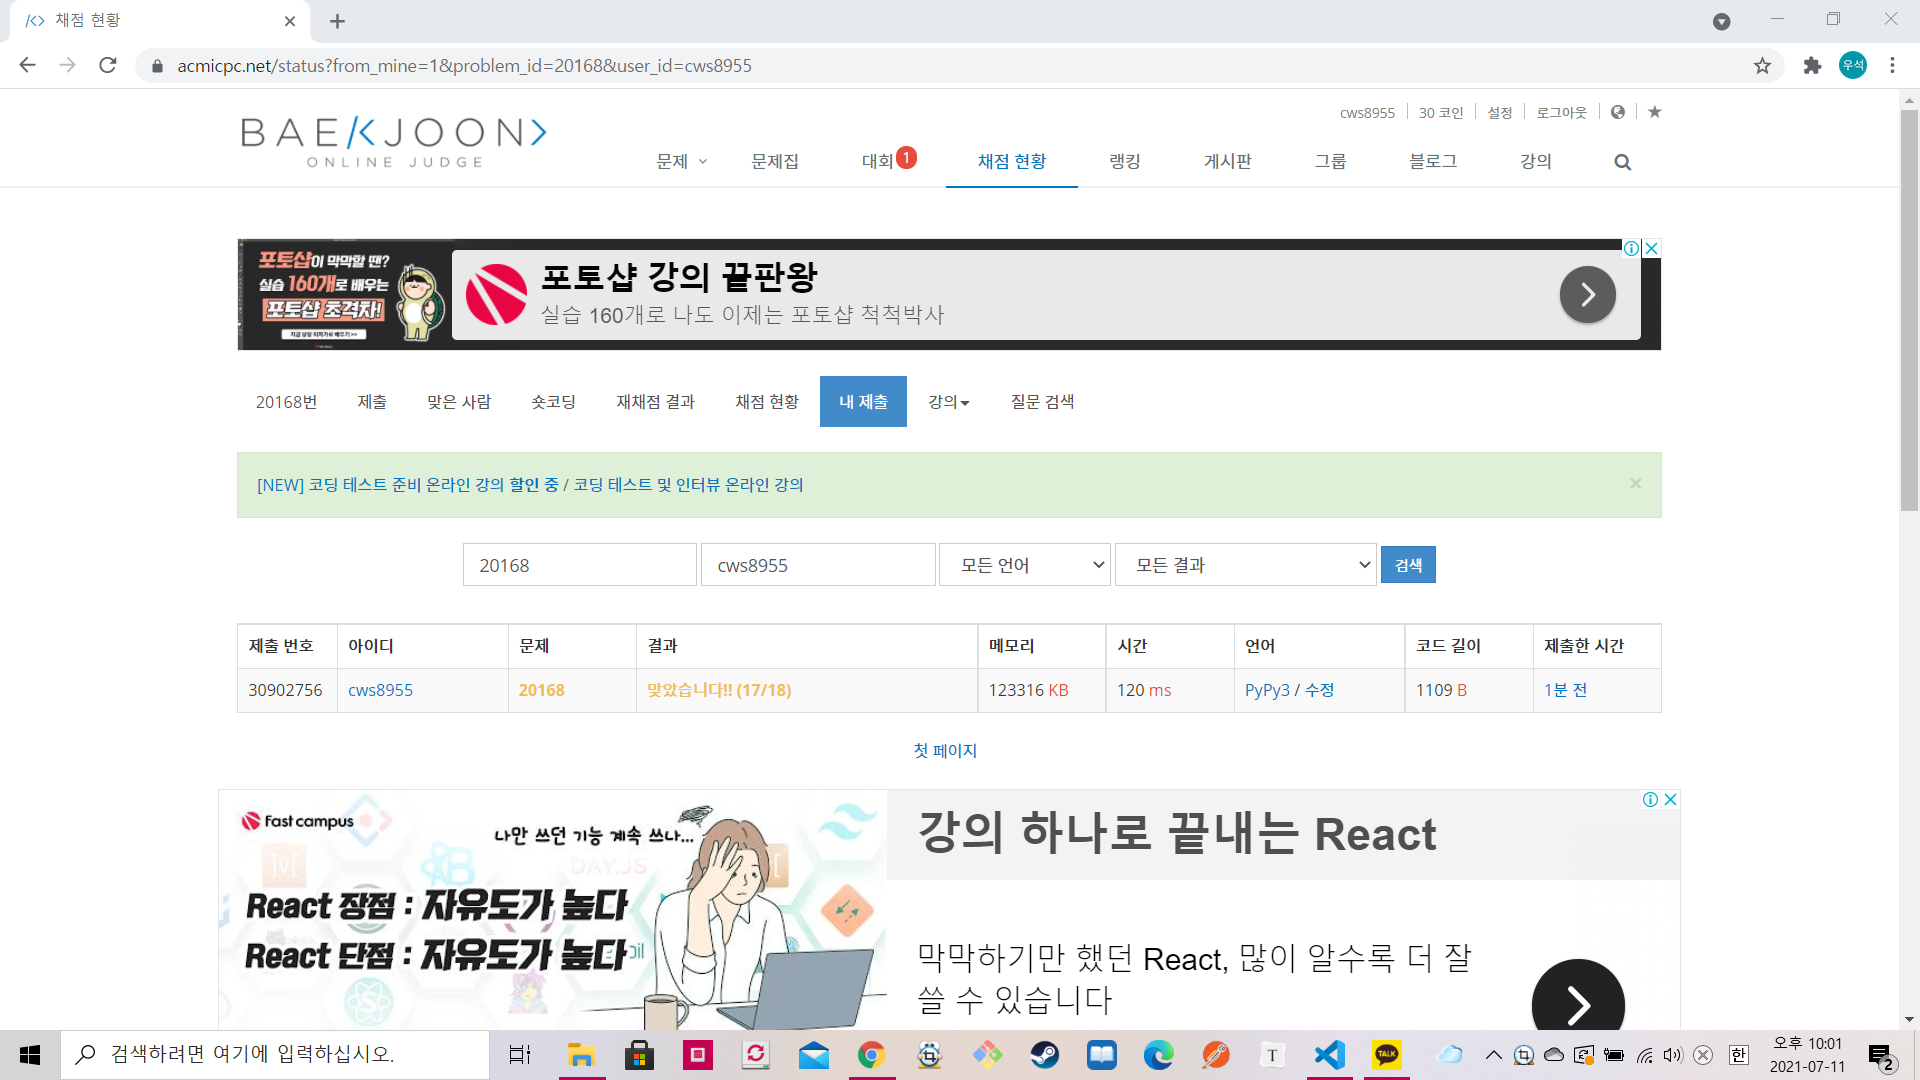 채점 현황
acmicpc.net/status?from_mine=1&problem_id=20168&user_id=cws8955
우석
cws8955 30 코인 설정 로그아웃
BAEKJOON
ONLINE JUDGE
문제 문제집 대회 1 채점 현황 랭킹 게시판 그룹 블로그 강의
포토샵이 막막할 땐?
실습 160개로 배우는
포토샵 초격차!
포토샵 강의 끝판왕
실습 160개로 나도 이제는 포토샵 척척박사
20168번 제출 맞은 사람 숏코딩 재채점 결과 채점 현황 내 제출 강의 질문 검색
[NEW] 코딩 테스트 준비 온라인 강의 할인 중 / 코딩 테스트 및 인터뷰 온라인 강의
20168 cws8955 모든 언어 모든 결과 검색
제출 번호 아이디 문제 결과 메모리 시간 언어 코드 길이 제출한 시간
30902756 cws8955 20168 맞았습니다!! (17/18) 123316 KB 120 ms PyPy3 / 수정 1109 B 1분 전
첫 페이지
Fast campus
나만 쓰던 기능 계속 쓰나...
DAY.JS
React 장점 : 자유도가 높다
React 단점 : 자유도가 높다
강의 하나로 끝내는 React
막막하기만 했던 React, 많이 알수록 더 잘
쓸 수 있습니다
검색하려면 여기에 입력하십시오.
T
TALK
한
오후 10:01
2021-07-11
2